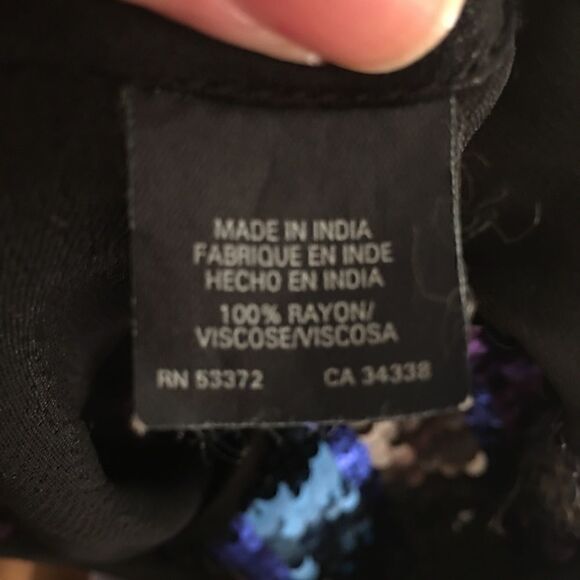 MADE IN INDIA
FABRIQUE EN INDE
HECHO EN INDIA
100% RAYON/
VISCOSE/VISCOSA
RN 53372 CA 34338